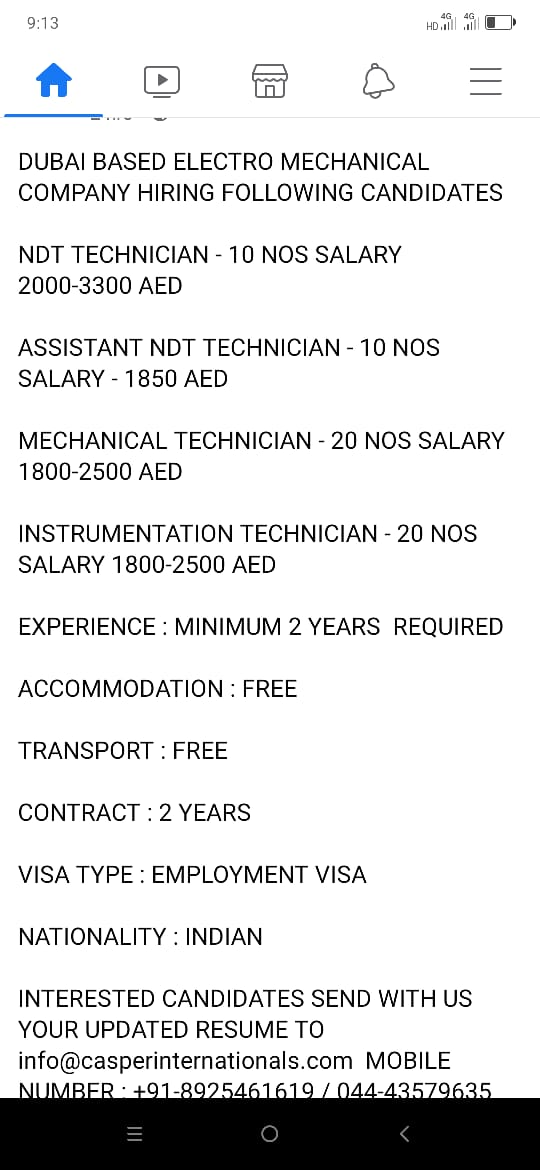 9:13
HD 4G 4G
DUBAI BASED ELECTRO MECHANICAL
COMPANY HIRING FOLLOWING CANDIDATES
NDT TECHNICIAN - 10 NOS SALARY
2000-3300 AED
ASSISTANT NDT TECHNICIAN - 10 NOS
SALARY - 1850 AED
MECHANICAL TECHNICIAN - 20 NOS SALARY
1800-2500 AED
INSTRUMENTATION TECHNICIAN - 20 NOS
SALARY 1800-2500 AED
EXPERIENCE : MINIMUM 2 YEARS  REQUIRED
ACCOMMODATION : FREE
TRANSPORT : FREE
CONTRACT : 2 YEARS
VISA TYPE : EMPLOYMENT VISA
NATIONALITY : INDIAN
INTERESTED CANDIDATES SEND WITH US
YOUR UPDATED RESUME TO
info@casperinternationals.com  MOBILE
NUMBER : +91-8925461619 / 044-43579635